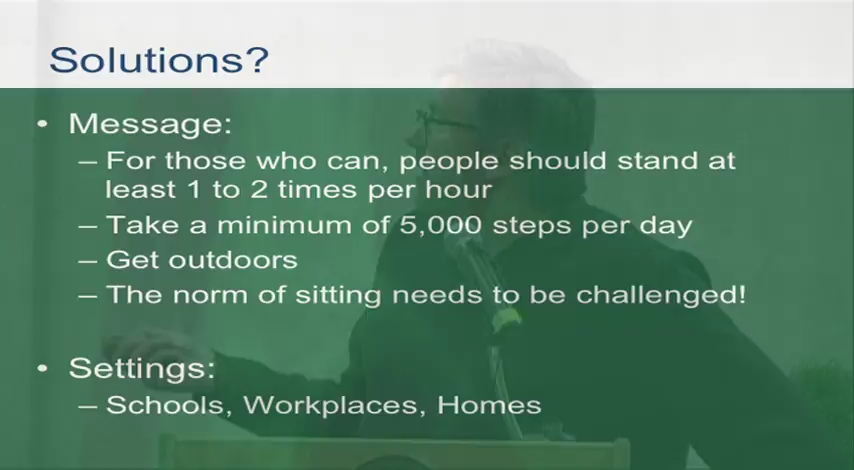 Solutions?
• Message:
– For those who can, people should stand at
least 1 to 2 times per hour
– Take a minimum of 5,000 steps per day
– Get outdoors
– The norm of sitting needs to be challenged!
• Settings:
– Schools, Workplaces, Homes